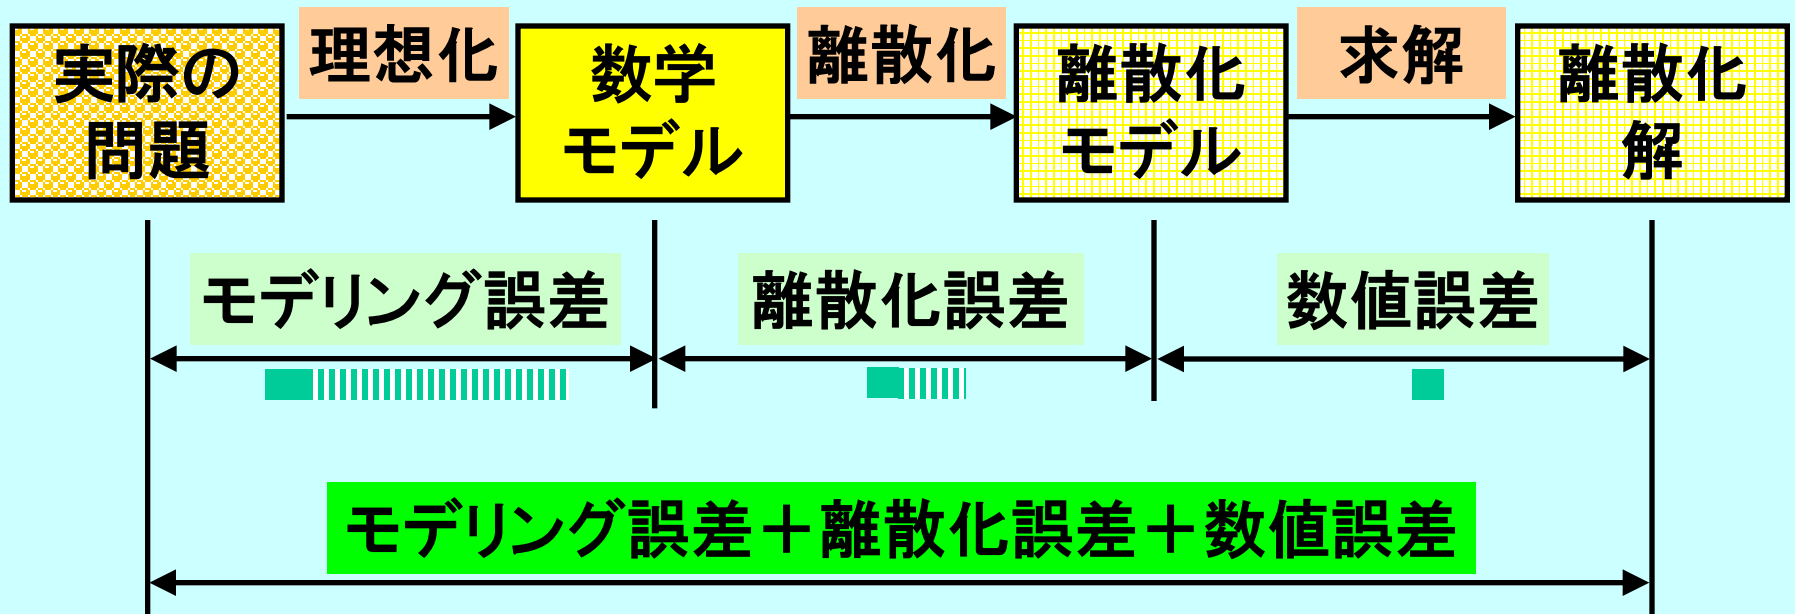 実際の
問題
理想化
数学
モデル
離散化
離散化
モデル
求解
離散化
解
モデリング誤差
離散化誤差
数値誤差
モデリング誤差＋離散化誤差＋数値誤差